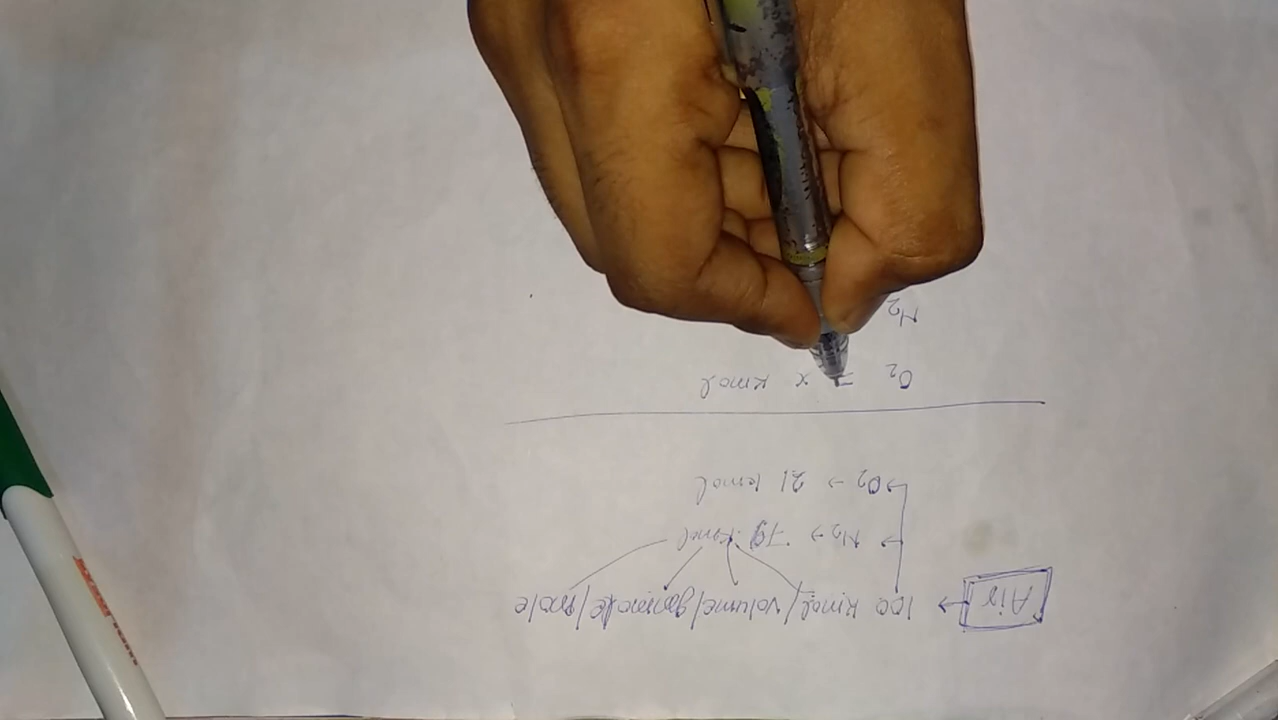 Air → 100 kmol/volume/gmmole/mole
→ N2 → 79 kmol
→ O2 → 21 kmol
O2 = x kmol
N2